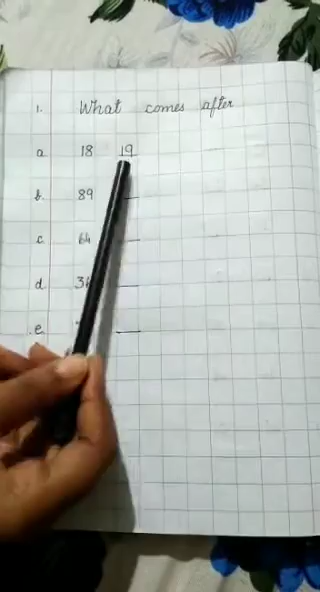 1. What comes after
a 18 19
b. 89
c. 64
d
e